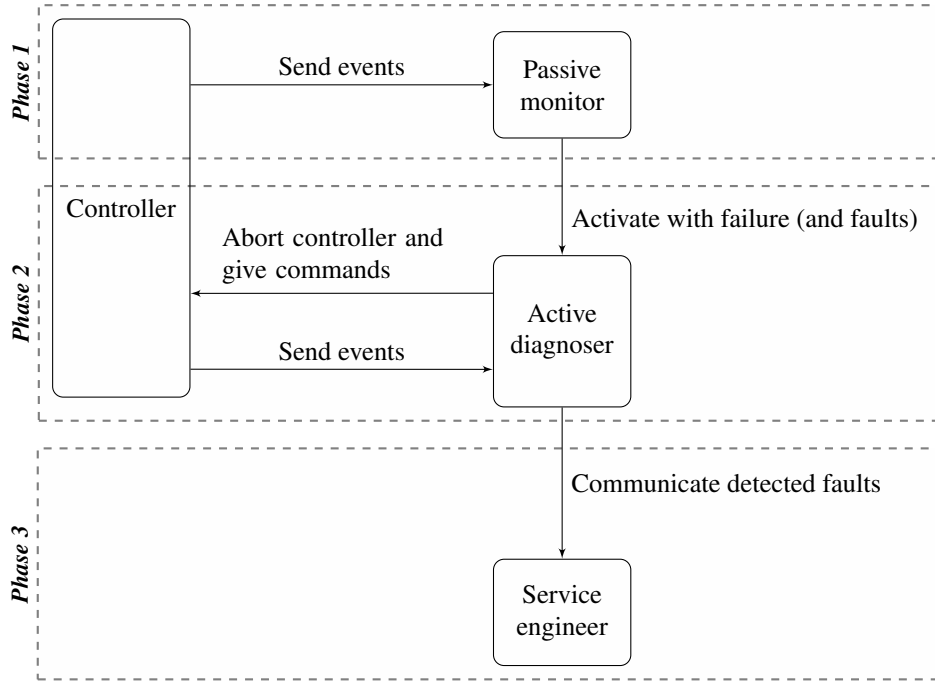 Phase 1
Send events
Passive
monitor
Controller
Activate with failure (and faults)
Phase 2
Abort controller and
give commands
Active
diagnoser
Send events
Phase 3
Communicate detected faults
Service
engineer